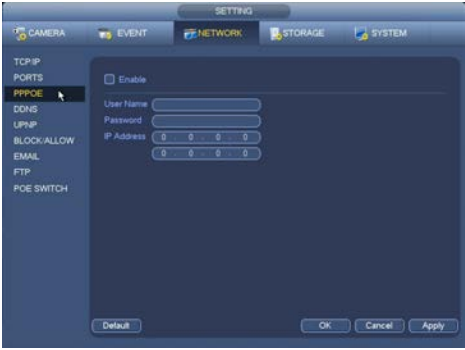 SETTING
CAMERA EVENT NETWORK STORAGE SYSTEM
TCP/IP
PORTS
PPPOE
DDNS
UPNP
BLOCK/ALLOW
EMAIL
FTP
POE SWITCH
Enable
User Name
Password
IP Address 0 . 0 . 0 . 0
0 . 0 . 0 . 0
Default OK Cancel Apply